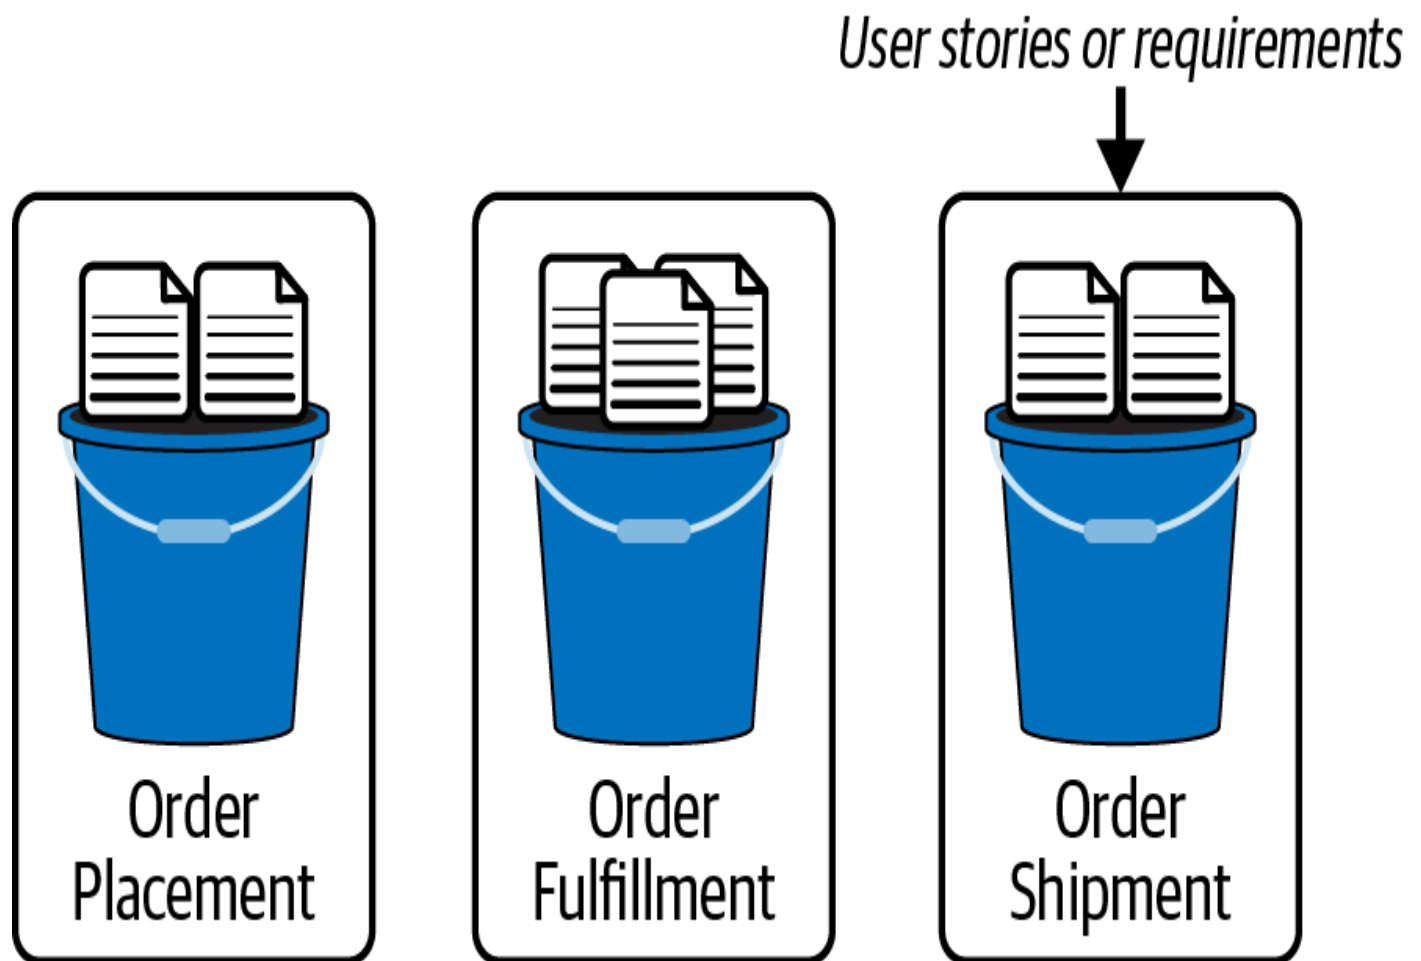 User stories or requirements
Order
Placement
Order
Fulfillment
Order
Shipment